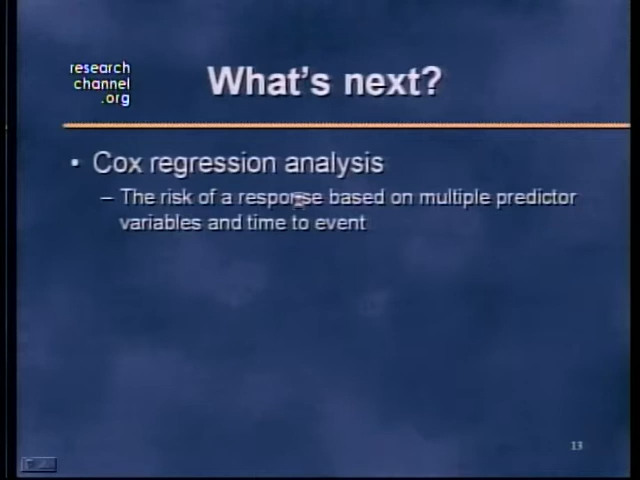 research
channel
.org
What's next?
• Cox regression analysis
– The risk of a response based on multiple predictor
variables and time to event
13